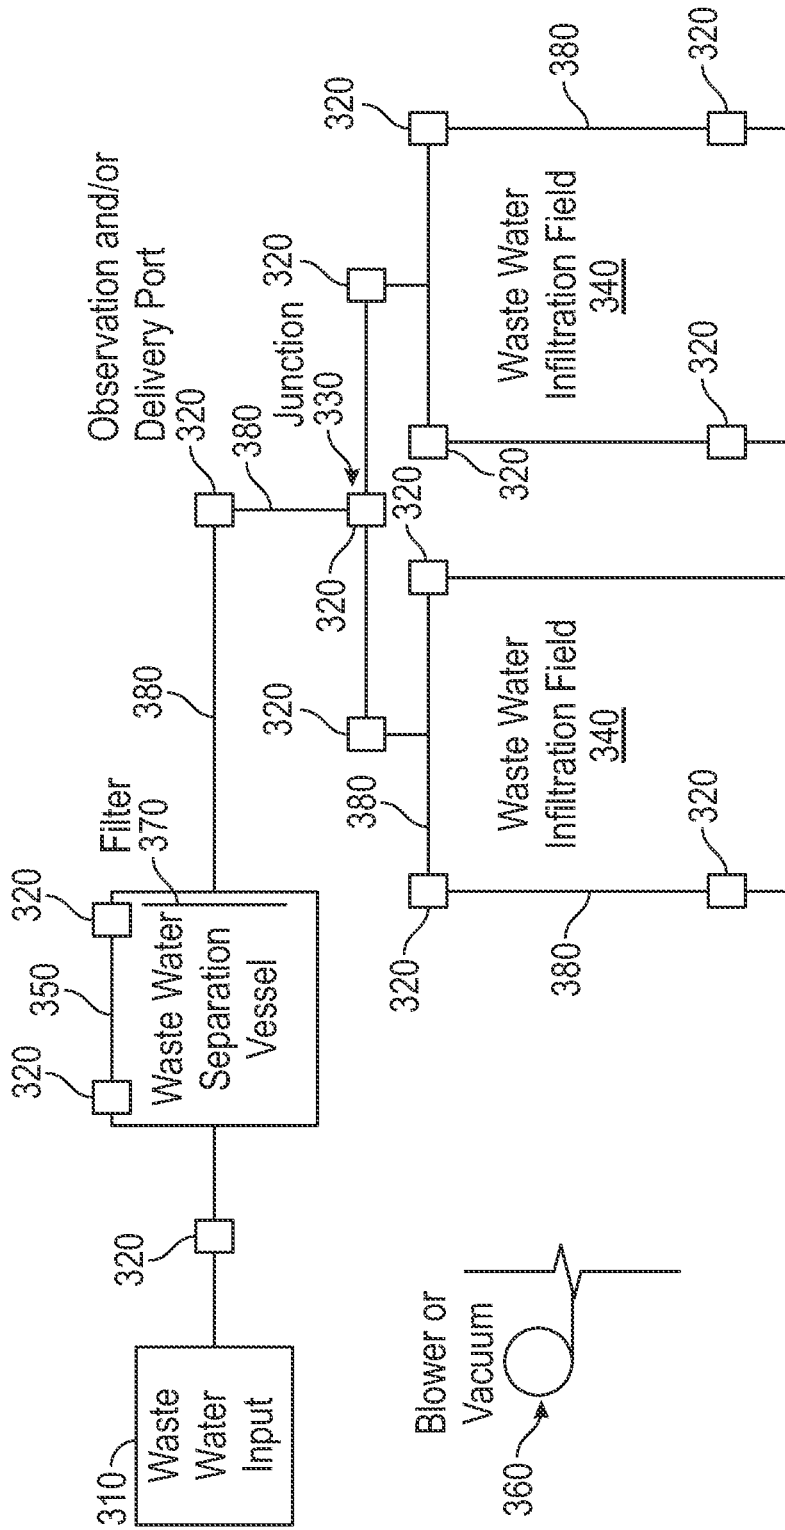 310
Waste
Water
Input
320
320
350
320
Waste Water
Separation
Vessel
Filter
370
380
Observation and/or
Delivery Port
320
380
Junction
330
320
320
320
380
320
380
320
Waste Water
Infiltration Field
340
320
320
320
320
380
320
Waste Water
Infiltration Field
340
320
Blower or
Vacuum
360